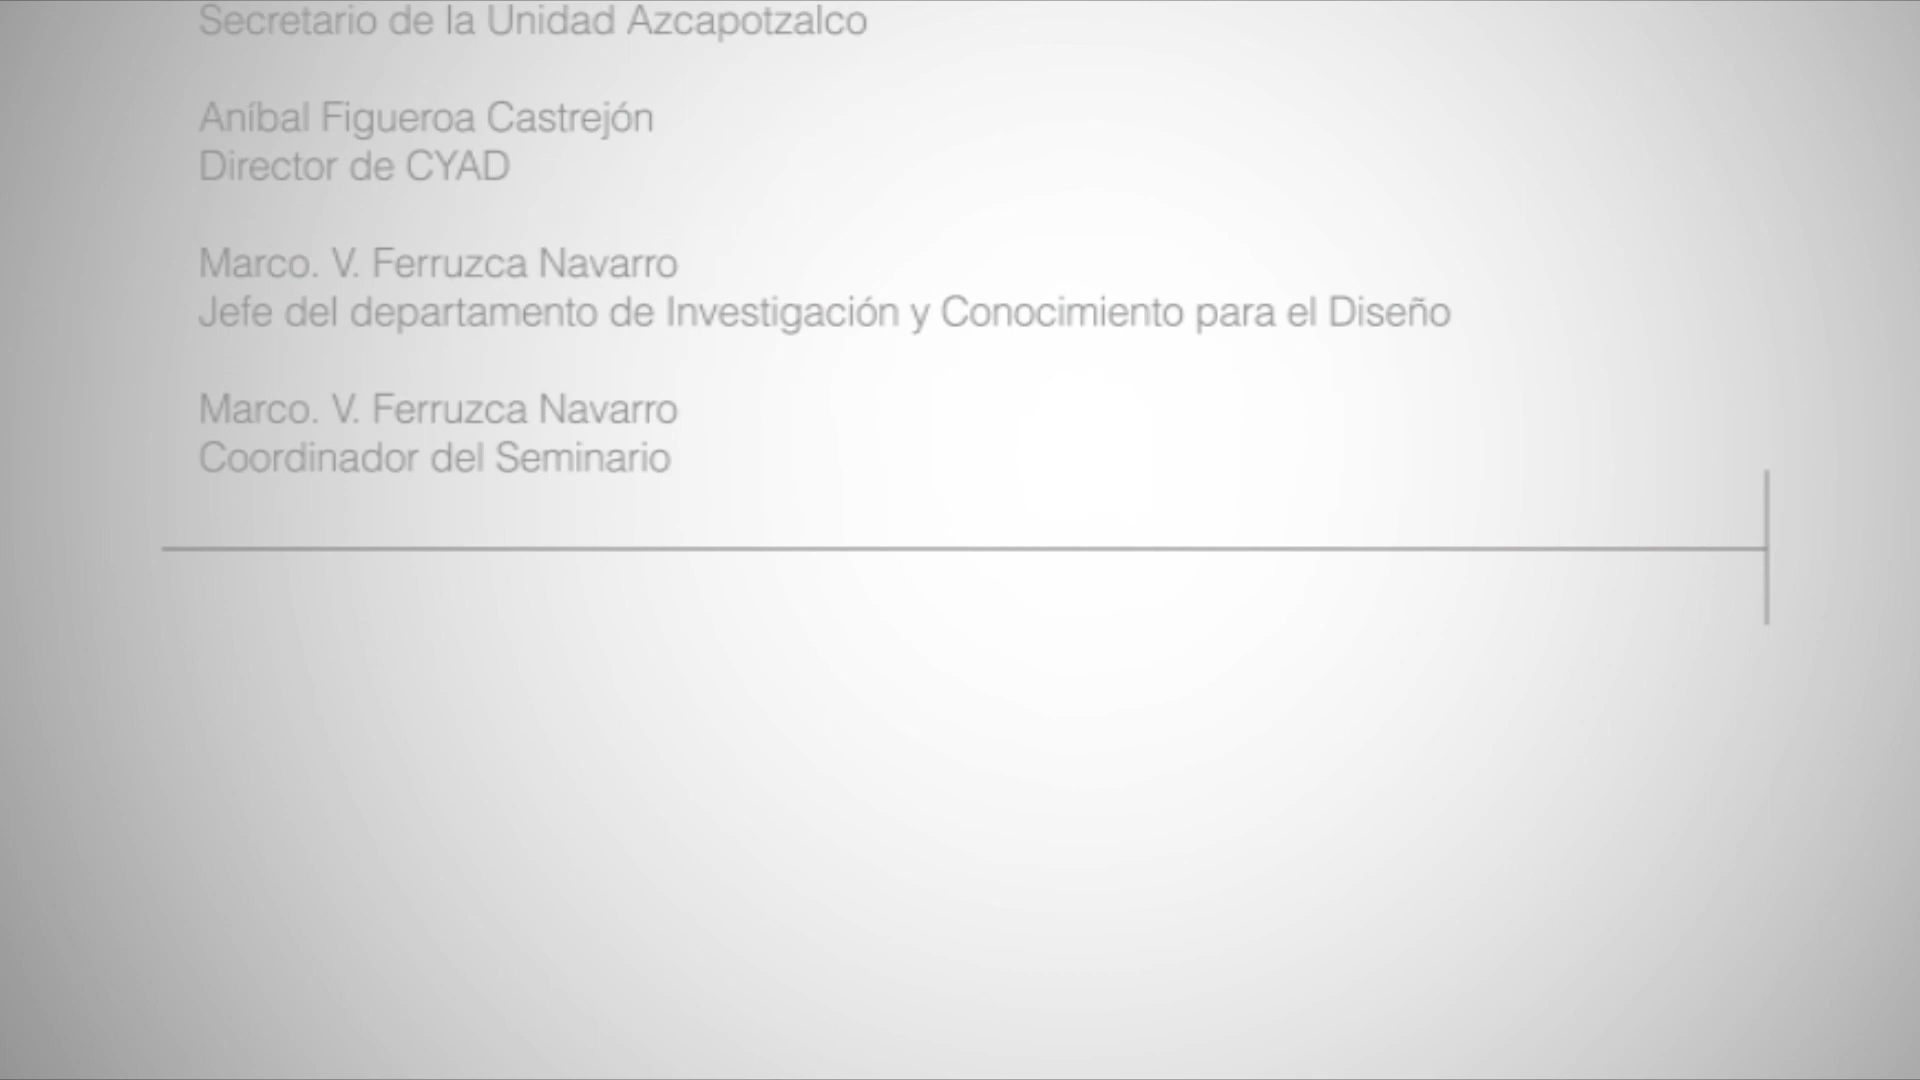 Secretario de la Unidad Azcapotzalco
Aníbal Figueroa Castrejón
Director de CYAD
Marco. V. Ferruzca Navarro
Jefe del departamento de Investigación y Conocimiento para el Diseño
Marco. V. Ferruzca Navarro
Coordinador del Seminario